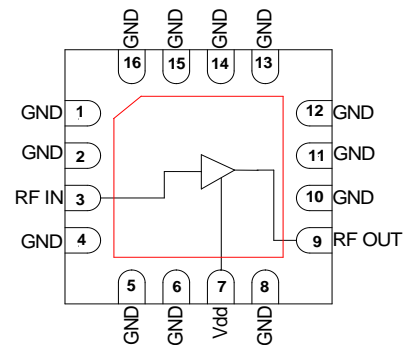 GND GND GND GND
16 15 14 13
GND 1 12 GND
GND 2 11 GND
RF IN 3 10 GND
GND 4 9 RF OUT
5 6 7 8
GND GND Vdd GND